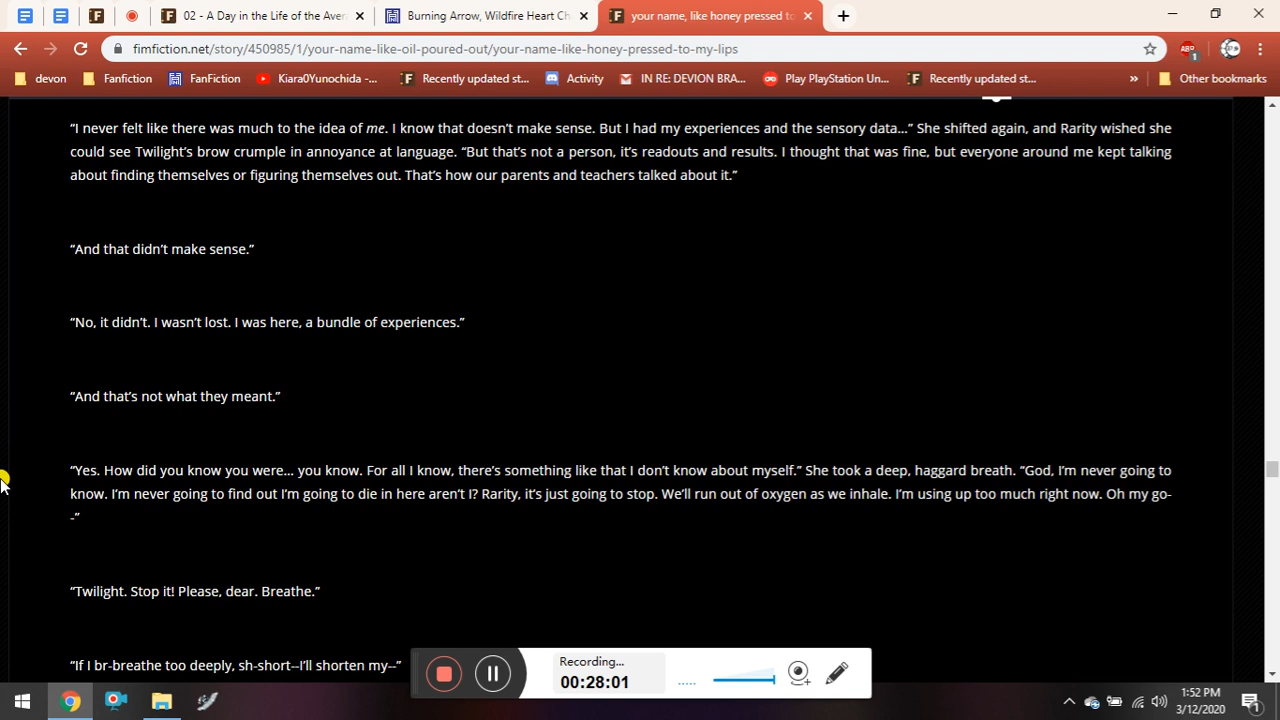 02 - A Day in the Life of the Aver
Burning Arrow, Wildfire Heart Ch
your name, like honey pressed to
fimfiction.net/story/450985/1/your-name-like-oil-poured-out/your-name-like-honey-pressed-to-my-lips
ABP
1
devon
Fanfiction
FanFiction
Kiara0Yunochida -...
Recently updated st...
Activity
IN RE: DEVION BRA...
Play PlayStation Un...
Recently updated st...
»
Other bookmarks
“I never felt like there was much to the idea of me. I know that doesn’t make sense. But I had my experiences and the sensory data...” She shifted again, and Rarity wished she
could see Twilight’s brow crumple in annoyance at language. “But that’s not a person, it’s readouts and results. I thought that was fine, but everyone around me kept talking
about finding themselves or figuring themselves out. That’s how our parents and teachers talked about it.”
“And that didn’t make sense.”
“No, it didn’t. I wasn’t lost. I was here, a bundle of experiences.”
“And that’s not what they meant.”
“Yes. How did you know you were... you know. For all I know, there’s something like that I don’t know about myself.” She took a deep, haggard breath. “God, I’m never going to
know. I’m never going to find out I’m going to die in here aren’t I? Rarity, it’s just going to stop. We’ll run out of oxygen as we inhale. I’m using up too much right now. Oh my go-
-”
“Twilight. Stop it! Please, dear. Breathe.”
“If I br-breathe too deeply, sh-short--I’ll shorten my--”
Recording...
00:28:01
1:52 PM
3/12/2020
1